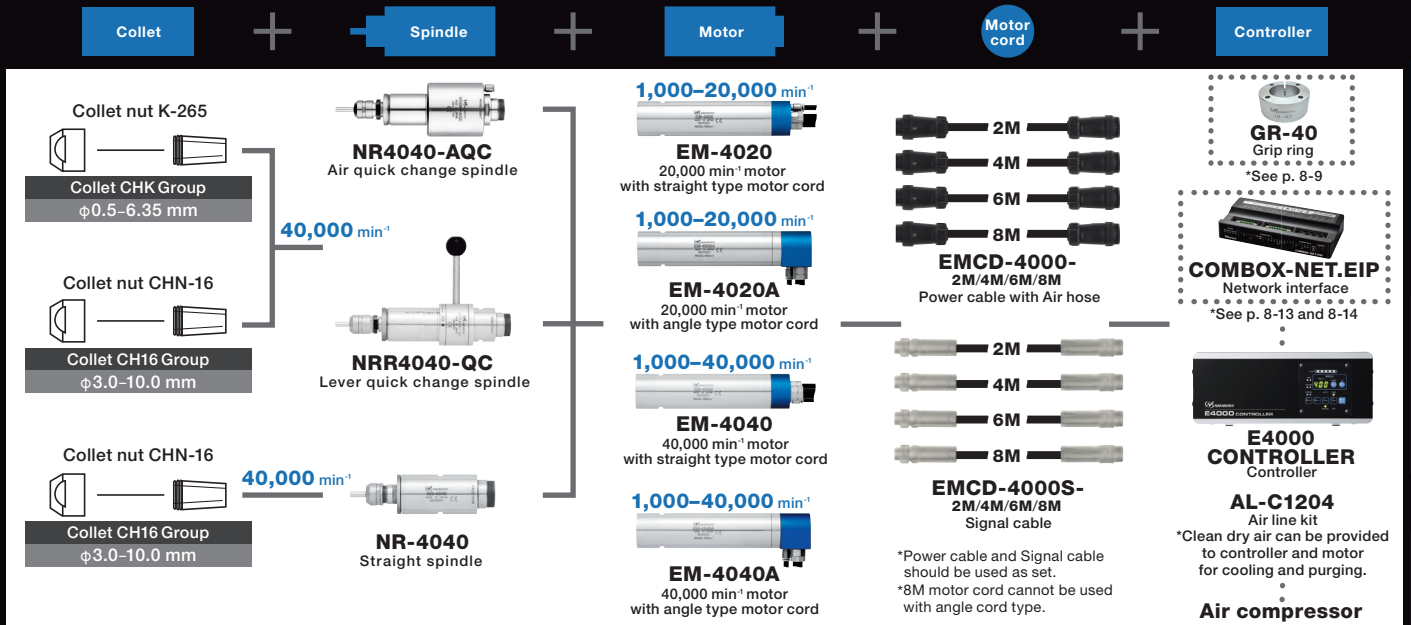 Collet
Spindle
Motor
Motor
cord
Controller
Collet nut K-265
Collet CHK Group
φ0.5–6.35 mm
Collet nut CHN-16
Collet CH16 Group
φ3.0–10.0 mm
40,000 min⁻¹
Collet nut CHN-16
Collet CH16 Group
φ3.0–10.0 mm
40,000 min⁻¹
NR4040-AQC
Air quick change spindle
NRR4040-QC
Lever quick change spindle
NR-4040
Straight spindle
1,000–20,000 min⁻¹
EM-4020
20,000 min⁻¹ motor
with straight type motor cord
1,000–20,000 min⁻¹
EM-4020A
20,000 min⁻¹ motor
with angle type motor cord
1,000–40,000 min⁻¹
EM-4040
40,000 min⁻¹ motor
with straight type motor cord
1,000–40,000 min⁻¹
EM-4040A
40,000 min⁻¹ motor
with angle type motor cord
2M
4M
6M
8M
EMCD-4000-
2M/4M/6M/8M
Power cable with Air hose
2M
4M
6M
8M
EMCD-4000S-
2M/4M/6M/8M
Signal cable
*Power cable and Signal cable
should be used as set.
*8M motor cord cannot be used
with angle cord type.
GR-40
Grip ring
*See p. 8-9
COMBOX-NET.EIP
Network interface
*See p. 8-13 and 8-14
400
E4000 CONTROLLER
E4000
CONTROLLER
Controller
AL-C1204
Air line kit
*Clean dry air can be provided
to controller and motor
for cooling and purging.
Air compressor